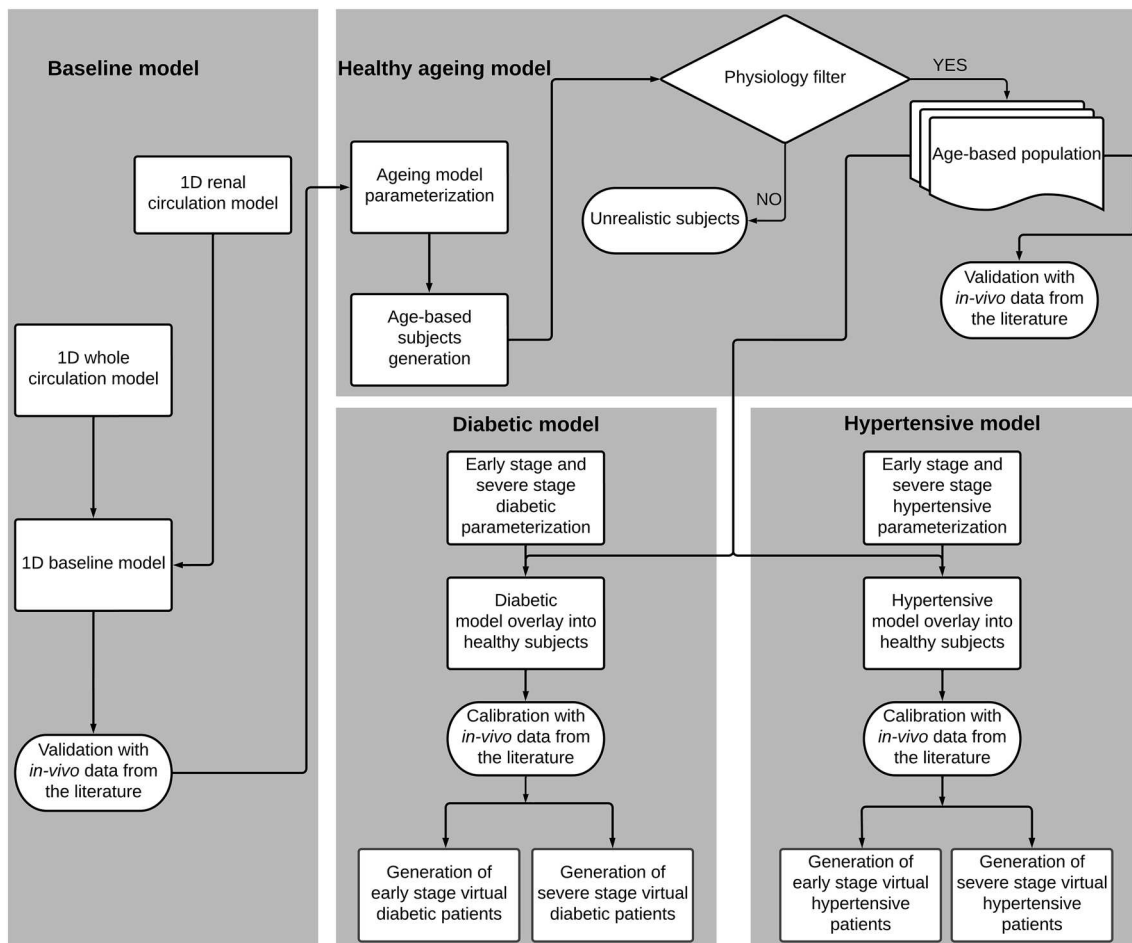 Baseline model
1D renal
circulation model
1D whole
circulation model
1D baseline model
Validation with
in-vivo data from
the literature
Healthy ageing model
Ageing model
parameterization
Age-based
subjects
generation
Physiology filter
YES
NO
Unrealistic subjects
Age-based population
Validation with
in-vivo data from
the literature
Diabetic model
Early stage and
severe stage
diabetic
parameterization
Diabetic
model overlay into
healthy subjects
Calibration with
in-vivo data from
the literature
Generation of
early stage virtual
diabetic patients
Generation of
severe stage virtual
diabetic patients
Hypertensive model
Early stage and
severe stage
hypertensive
parameterization
Hypertensive
model overlay into
healthy subjects
Calibration with
in-vivo data from
the literature
Generation of
early stage virtual
hypertensive
patients
Generation of
severe stage virtual
hypertensive
patients